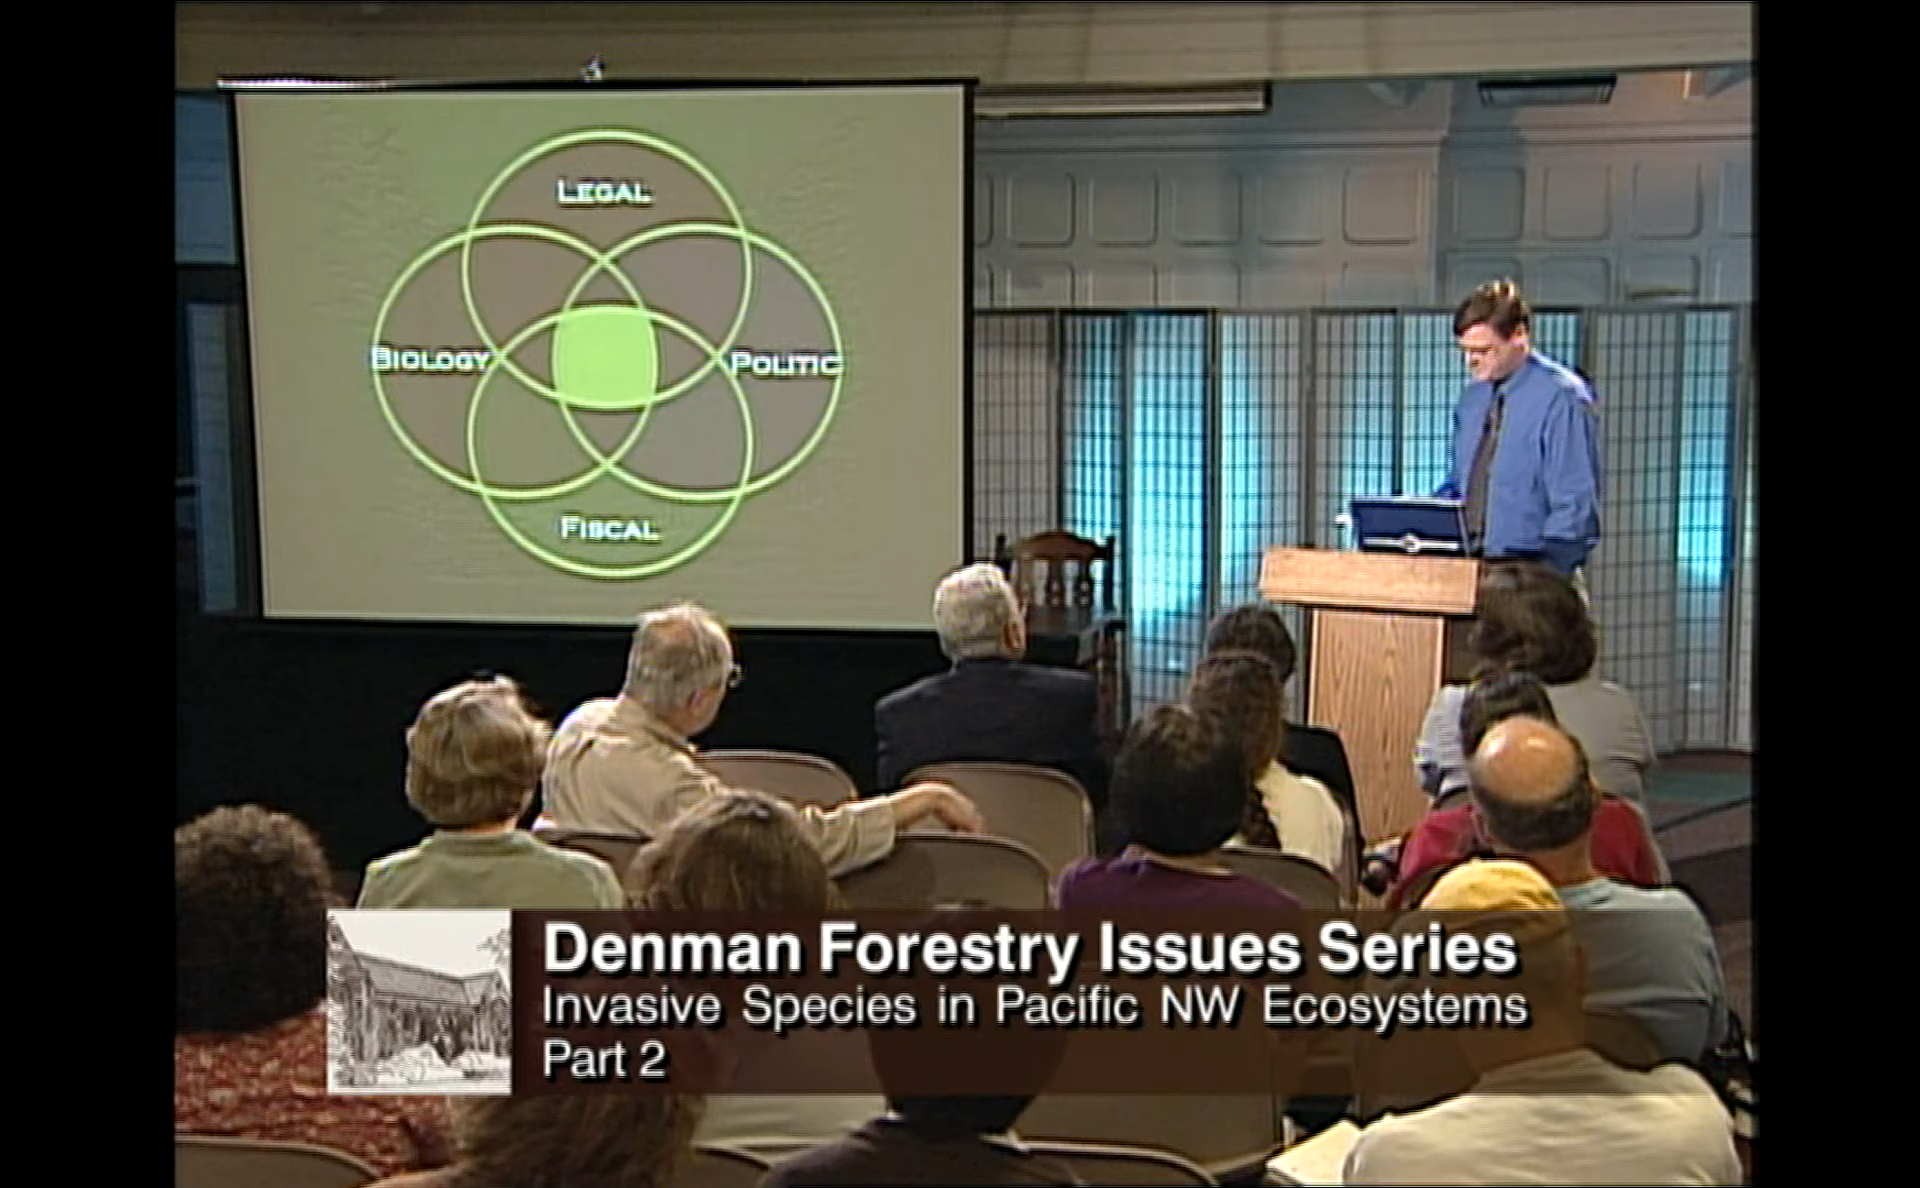 LEGAL
BIOLOGY
POLITIC
FISCAL
Denman Forestry Issues Series
Invasive Species in Pacific NW Ecosystems
Part 2